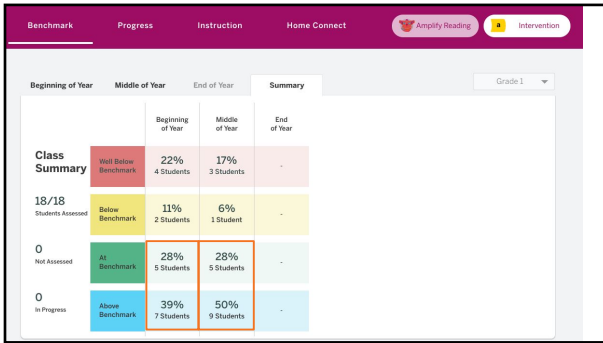 Benchmark Progress Instruction Home Connect Amplify Reading a Intervention
Beginning of Year Middle of Year End of Year Summary Grade 1
Beginning of Year Middle of Year End of Year
Class Summary
Well Below Benchmark 22% 4 Students 17% 3 Students -
18/18 Students Assessed
Below Benchmark 11% 2 Students 6% 1 Student -
0 Not Assessed
At Benchmark 28% 5 Students 28% 5 Students -
0 In Progress
Above Benchmark 39% 7 Students 50% 9 Students -